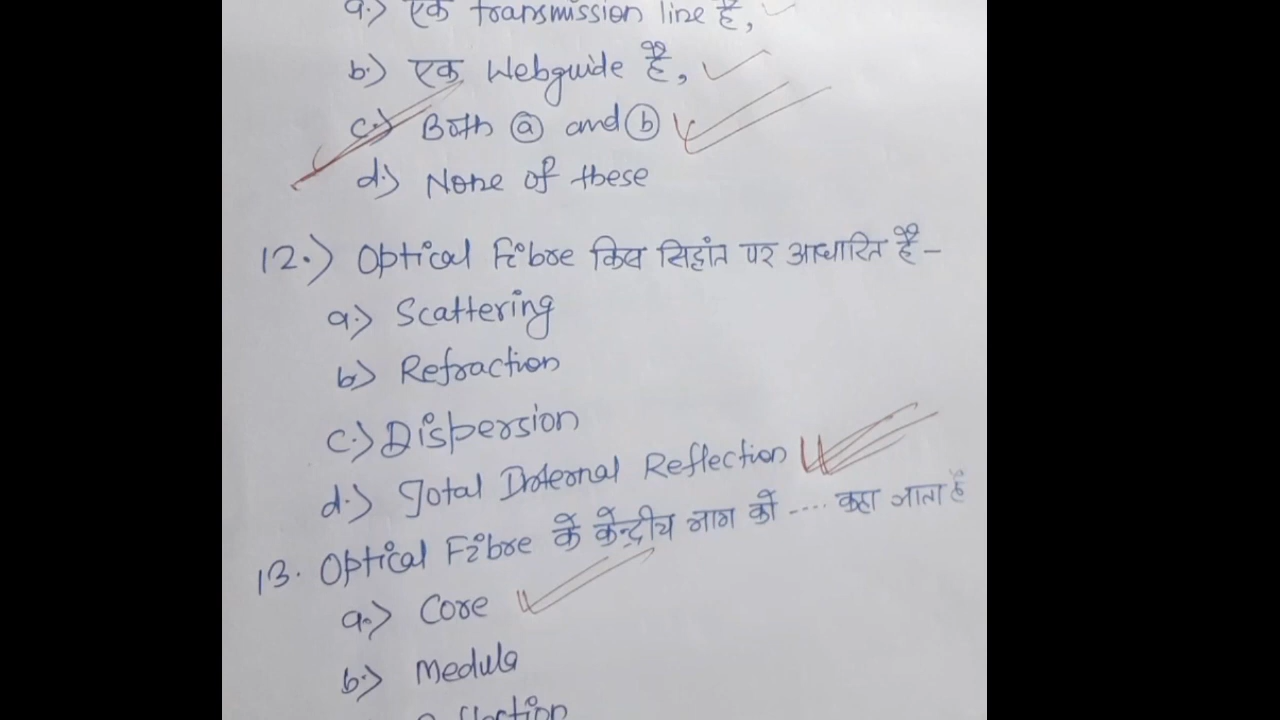 a.) एक transmission line है,
b.) एक Webguide है,
c.) Both ⓐ and ⓑ
d.) None of these
12.) Optical Fibre किस सिद्दांत पर आधारित है -
a.) Scattering
b) Refraction
c.) Dispersion
d.) Total Internal Reflection
13. Optical Fibre के केन्द्रीय भाग को .... कहा जाता है
a.) Core
b.) Medula